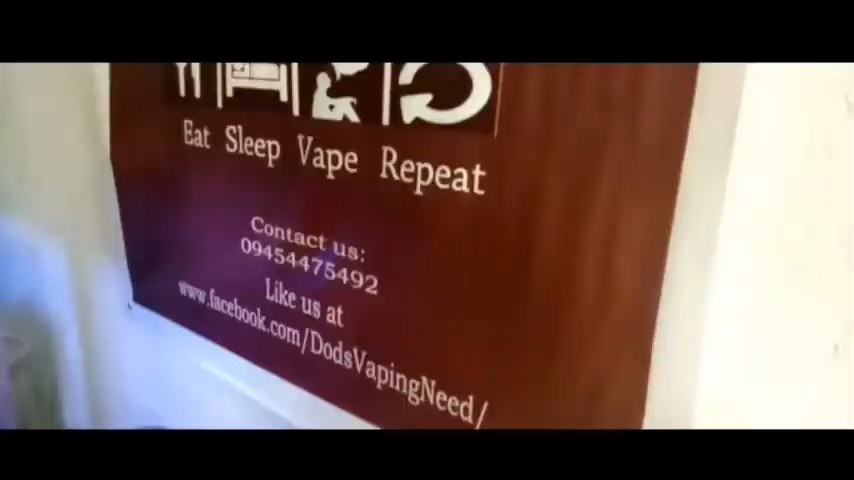 Eat Sleep Vape Repeat
Contact us:
09454475492
Like us at
www.facebook.com/DodsVapingNeed/